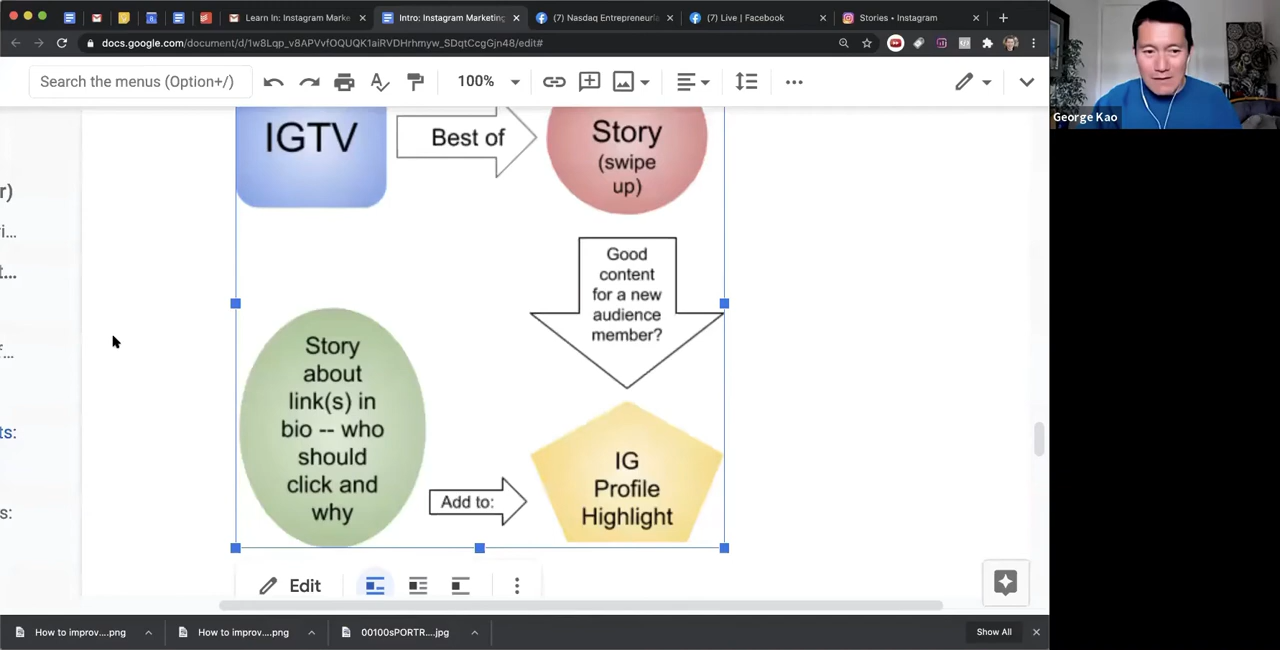 Learn In: Instagram Marke
Intro: Instagram Marketing
(7) Nasdaq Entrepreneuria
(7) Live | Facebook
Stories • Instagram
docs.google.com/document/d/1w8Lqp_v8APVvfOQUQK1aiRVDHrhmyw_SDqtCcgGjn48/edit#
Search the menus (Option+/)
100%
George Kao
r)
ri...
t...
f...
ts:
s:
IGTV
Best of
Story
(swipe
up)
Good
content
for a new
audience
member?
Story
about
link(s) in
bio -- who
should
click and
why
Add to:
IG
Profile
Highlight
Edit
How to improv....png
How to improv....png
00100sPORTR....jpg
Show All